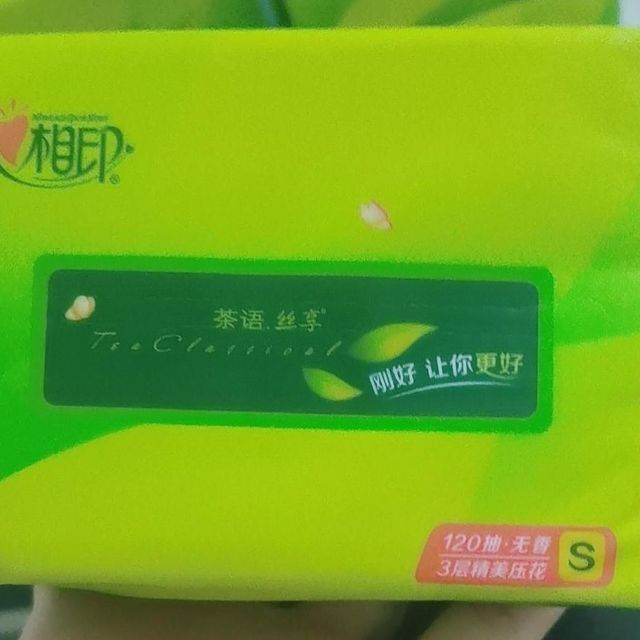 相印®
茶语.丝享®
Tea Classical
刚好 让你更好
120抽·无香
3层精美压花
S